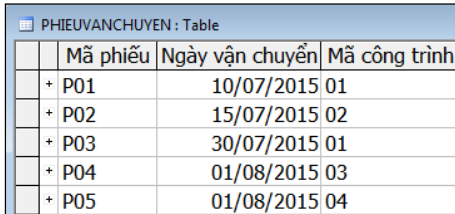 PHIEUVANCHUYEN : Table
Mã phiếu Ngày vận chuyển Mã công trình
+ P01 10/07/2015 01
+ P02 15/07/2015 02
+ P03 30/07/2015 01
+ P04 01/08/2015 03
+ P05 01/08/2015 04